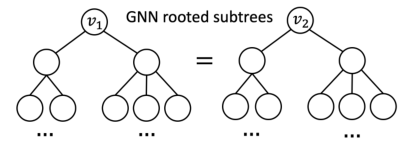 v₁ GNN rooted subtrees v₂
=
... ... ... ...